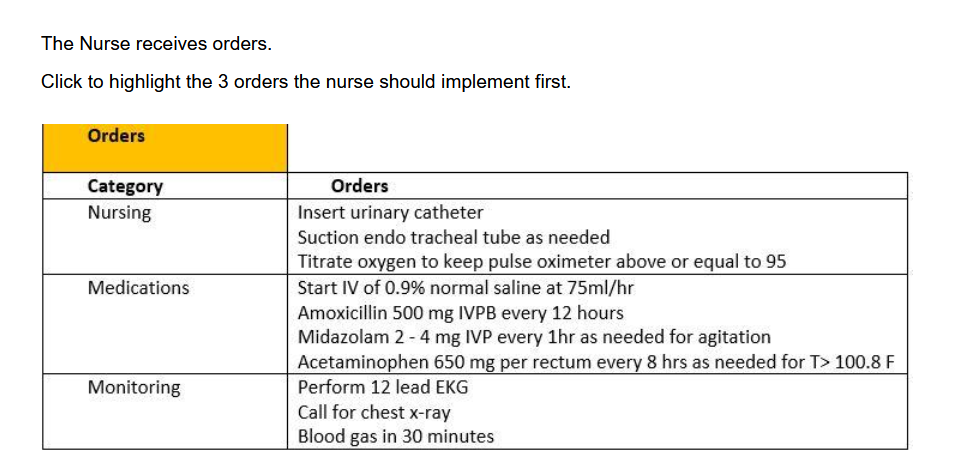 The Nurse receives orders.
Click to highlight the 3 orders the nurse should implement first.
Orders
Category Orders
Nursing Insert urinary catheter
Suction endo tracheal tube as needed
Titrate oxygen to keep pulse oximeter above or equal to 95
Medications Start IV of 0.9% normal saline at 75ml/hr
Amoxicillin 500 mg IVPB every 12 hours
Midazolam 2 - 4 mg IVP every 1hr as needed for agitation
Acetaminophen 650 mg per rectum every 8 hrs as needed for T> 100.8 F
Monitoring Perform 12 lead EKG
Call for chest x-ray
Blood gas in 30 minutes